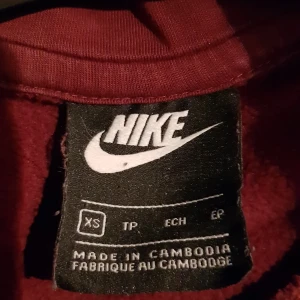 NIKE
XS TP ECH EP
MADE IN CAMBODIA
FABRIQUE AU CAMBODGE